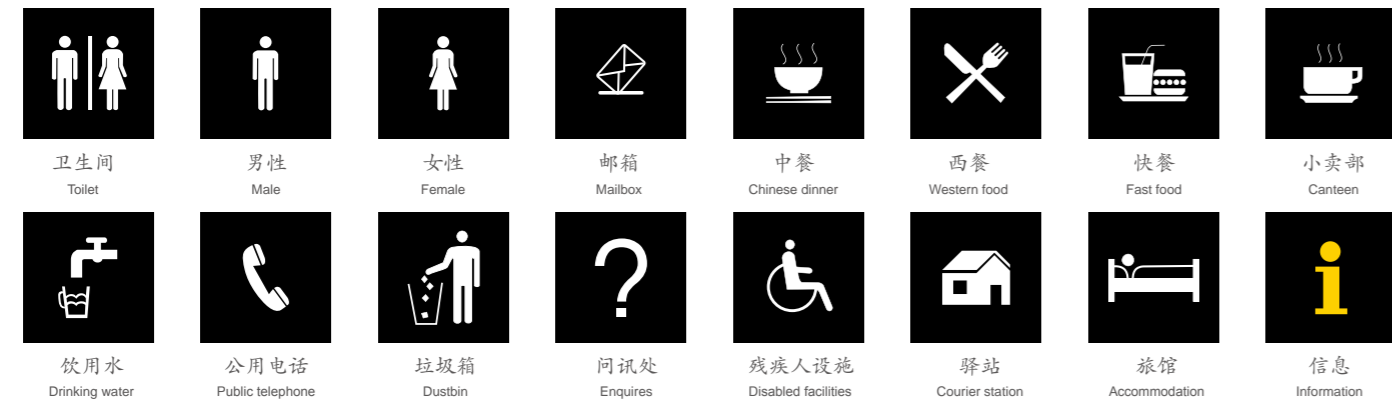 卫生间 男性 女性 邮箱 中餐 西餐 快餐 小卖部
Toilet Male Female Mailbox Chinese dinner Western food Fast food Canteen
?
i
饮用水 公用电话 垃圾箱 问讯处 残疾人设施 驿站 旅馆 信息
Drinking water Public telephone Dustbin Enquires Disabled facilities Courier station Accommodation Information